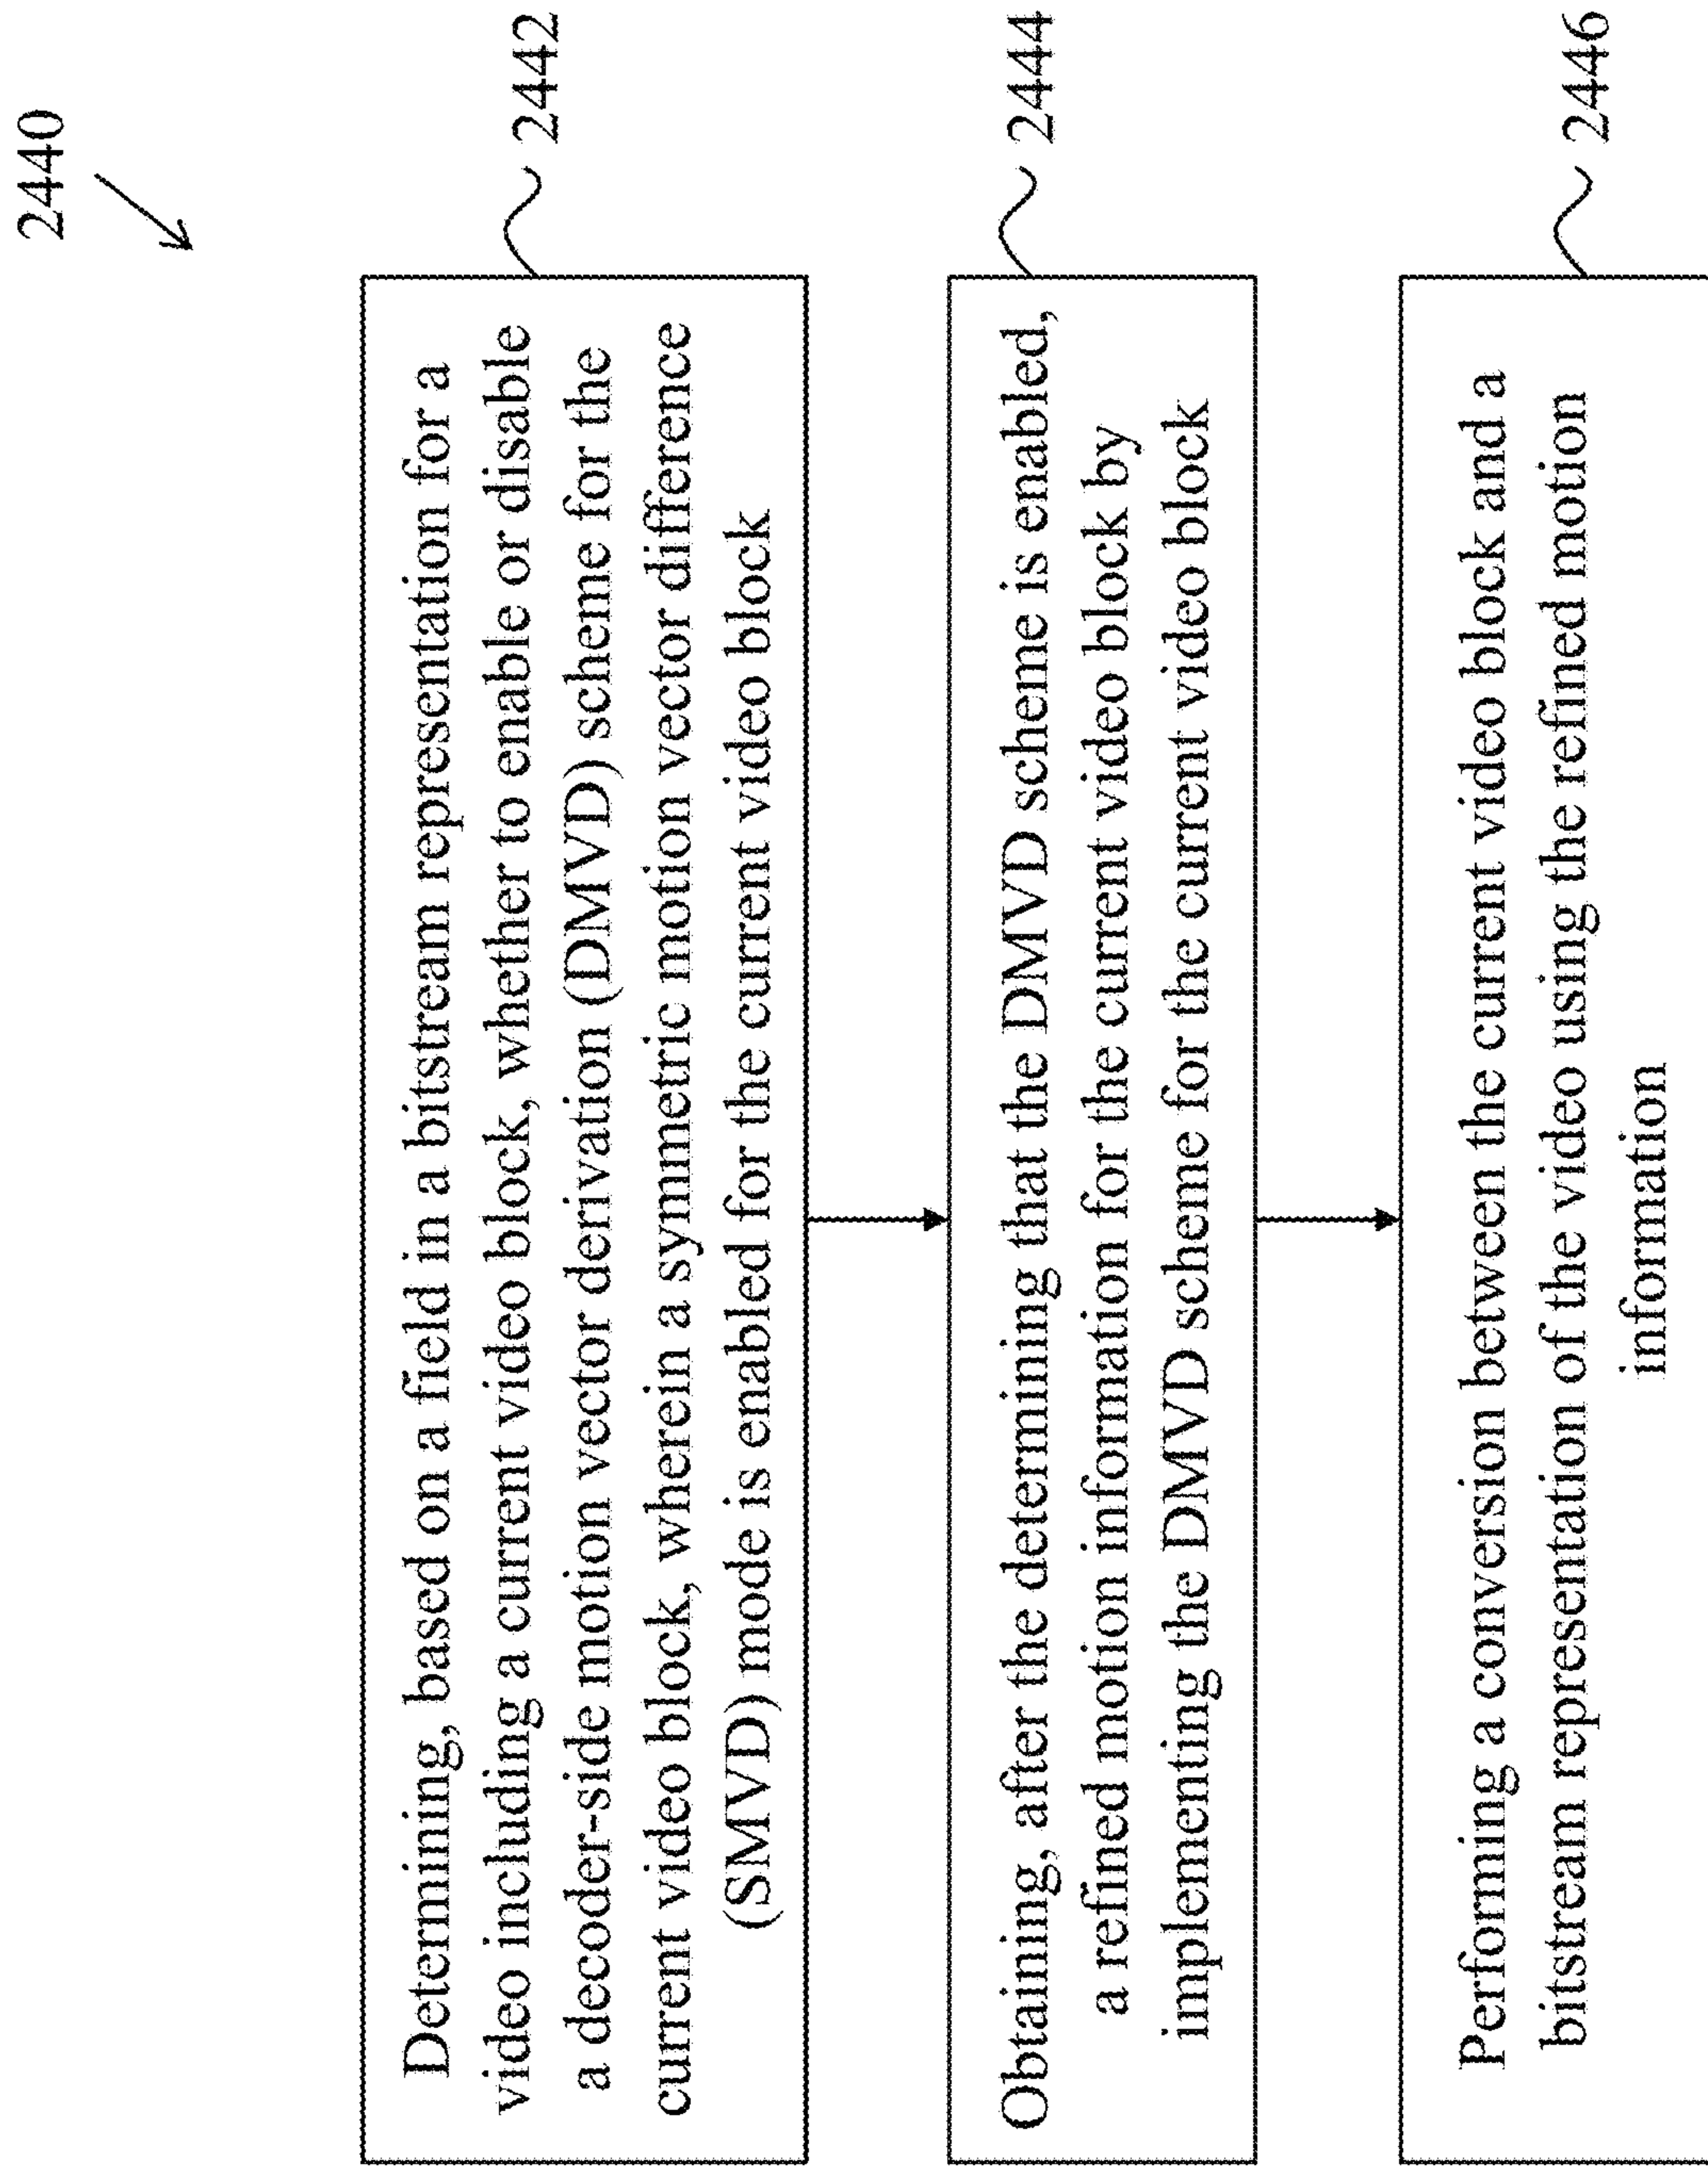 2440
Determining, based on a field in a bitstream representation for a
video including a current video block, whether to enable or disable
a decoder-side motion vector derivation (DMVD) scheme for the
current video block, wherein a symmetric motion vector difference
(SMVD) mode is enabled for the current video block
2442
Obtaining, after the determining that the DMVD scheme is enabled,
a refined motion information for the current video block by
implementing the DMVD scheme for the current video block
2444
Performing a conversion between the current video block and a
bitstream representation of the video using the refined motion
information
2446